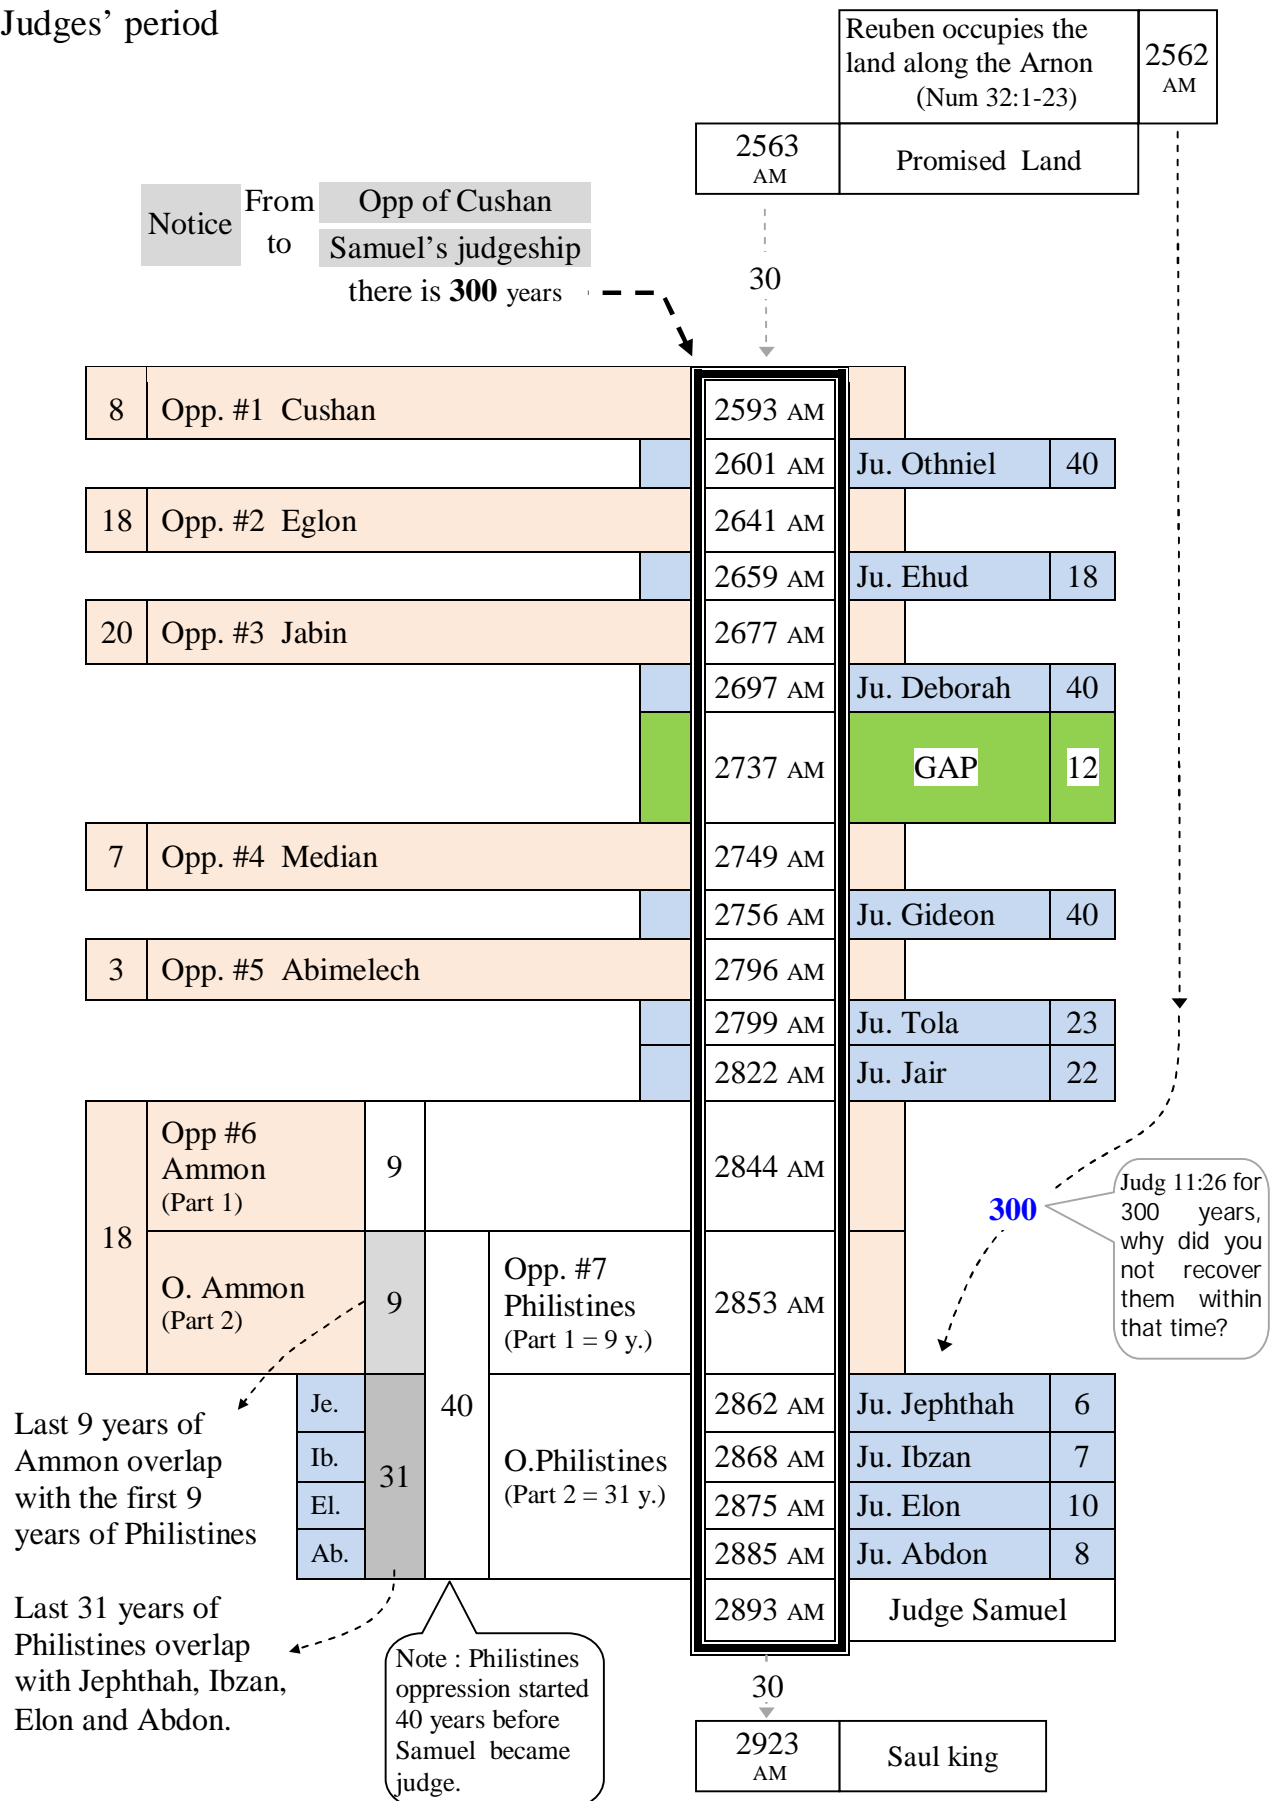 Judges’ period
Reuben occupies the
land along the Arnon
(Num 32:1-23)
2562
AM
2563
AM
Promised Land
Notice
From
Opp of Cushan
to
Samuel’s judgeship
there is 300 years
30
8
Opp. #1 Cushan
2593 AM
2601 AM
Ju. Othniel
40
18
Opp. #2 Eglon
2641 AM
2659 AM
Ju. Ehud
18
20
Opp. #3 Jabin
2677 AM
2697 AM
Ju. Deborah
40
2737 AM
GAP
12
7
Opp. #4 Median
2749 AM
2756 AM
Ju. Gideon
40
3
Opp. #5 Abimelech
2796 AM
2799 AM
Ju. Tola
23
2822 AM
Ju. Jair
22
18
Opp #6
Ammon
(Part 1)
9
2844 AM
O. Ammon
(Part 2)
9
40
Opp. #7
Philistines
(Part 1 = 9 y.)
2853 AM
300
Judg 11:26 for
300 years,
why did you
not recover
them within
that time?
Last 9 years of
Ammon overlap
with the first 9
years of Philistines
Je.
Ib.
El.
Ab.
31
O.Philistines
(Part 2 = 31 y.)
2862 AM
Ju. Jephthah
6
2868 AM
Ju. Ibzan
7
2875 AM
Ju. Elon
10
2885 AM
Ju. Abdon
8
2893 AM
Judge Samuel
Last 31 years of
Philistines overlap
with Jephthah, Ibzan,
Elon and Abdon.
Note : Philistines
oppression started
40 years before
Samuel became
judge.
30
2923
AM
Saul king